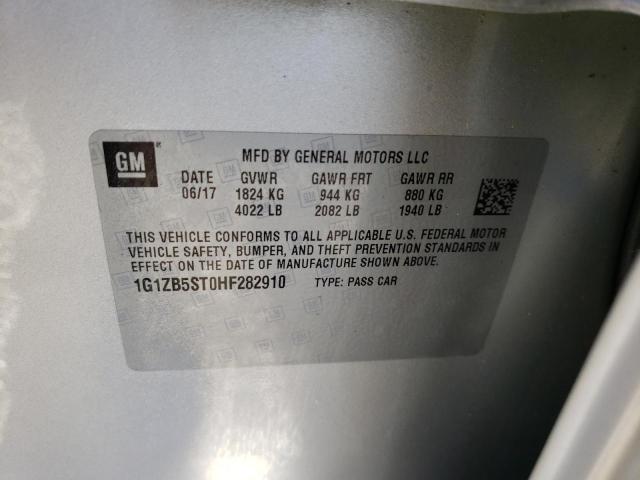 GM
MFD BY GENERAL MOTORS LLC
DATE GVWR GAWR FRT GAWR RR
06/17 1824 KG 944 KG 880 KG
4022 LB 2082 LB 1940 LB
THIS VEHICLE CONFORMS TO ALL APPLICABLE U.S. FEDERAL MOTOR
VEHICLE SAFETY, BUMPER, AND THEFT PREVENTION STANDARDS IN
EFFECT ON THE DATE OF MANUFACTURE SHOWN ABOVE.
1G1ZB5ST0HF282910 TYPE: PASS CAR